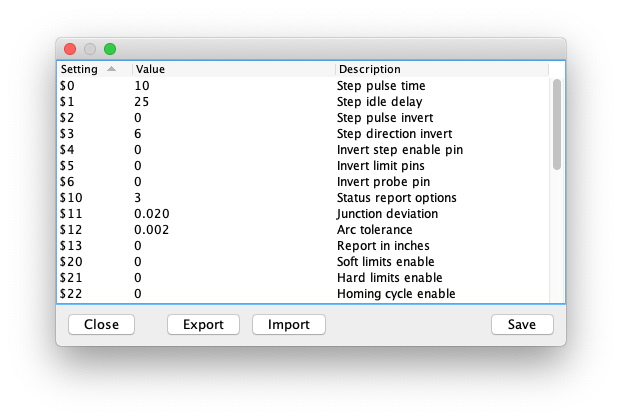 Setting Value Description
$0 10 Step pulse time
$1 25 Step idle delay
$2 0 Step pulse invert
$3 6 Step direction invert
$4 0 Invert step enable pin
$5 0 Invert limit pins
$6 0 Invert probe pin
$10 3 Status report options
$11 0.020 Junction deviation
$12 0.002 Arc tolerance
$13 0 Report in inches
$20 0 Soft limits enable
$21 0 Hard limits enable
$22 0 Homing cycle enable
Close Export Import Save